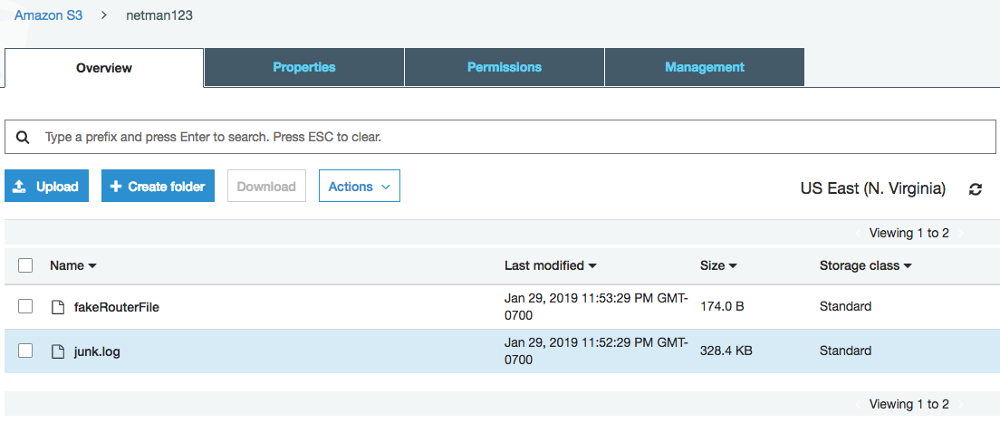 Amazon S3 > netman123
Overview Properties Permissions Management
Type a prefix and press Enter to search. Press ESC to clear.
Upload + Create folder Download Actions
US East (N. Virginia)
Viewing 1 to 2
Name Last modified Size Storage class
fakeRouterFile Jan 29, 2019 11:53:29 PM GMT- 174.0 B Standard
0700
junk.log Jan 29, 2019 11:52:29 PM GMT- 328.4 KB Standard
0700
Viewing 1 to 2